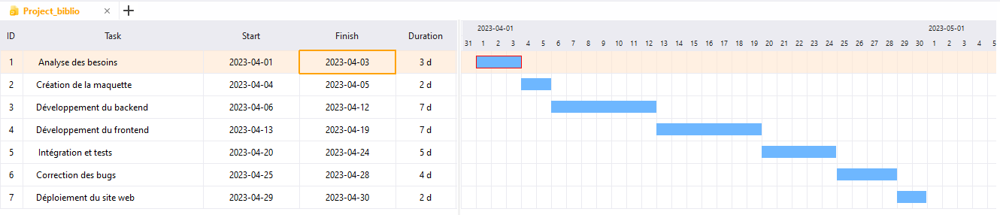 Project_biblio
ID Task Start Finish Duration
2023-04-01 2023-05-01
31 1 2 3 4 5 6 7 8 9 10 11 12 13 14 15 16 17 18 19 20 21 22 23 24 25 26 27 28 29 30 1 2 3 4 5
1 Analyse des besoins 2023-04-01 2023-04-03 3 d
2 Création de la maquette 2023-04-04 2023-04-05 2 d
3 Développement du backend 2023-04-06 2023-04-12 7 d
4 Développement du frontend 2023-04-13 2023-04-19 7 d
5 Intégration et tests 2023-04-20 2023-04-24 5 d
6 Correction des bugs 2023-04-25 2023-04-28 4 d
7 Déploiement du site web 2023-04-29 2023-04-30 2 d